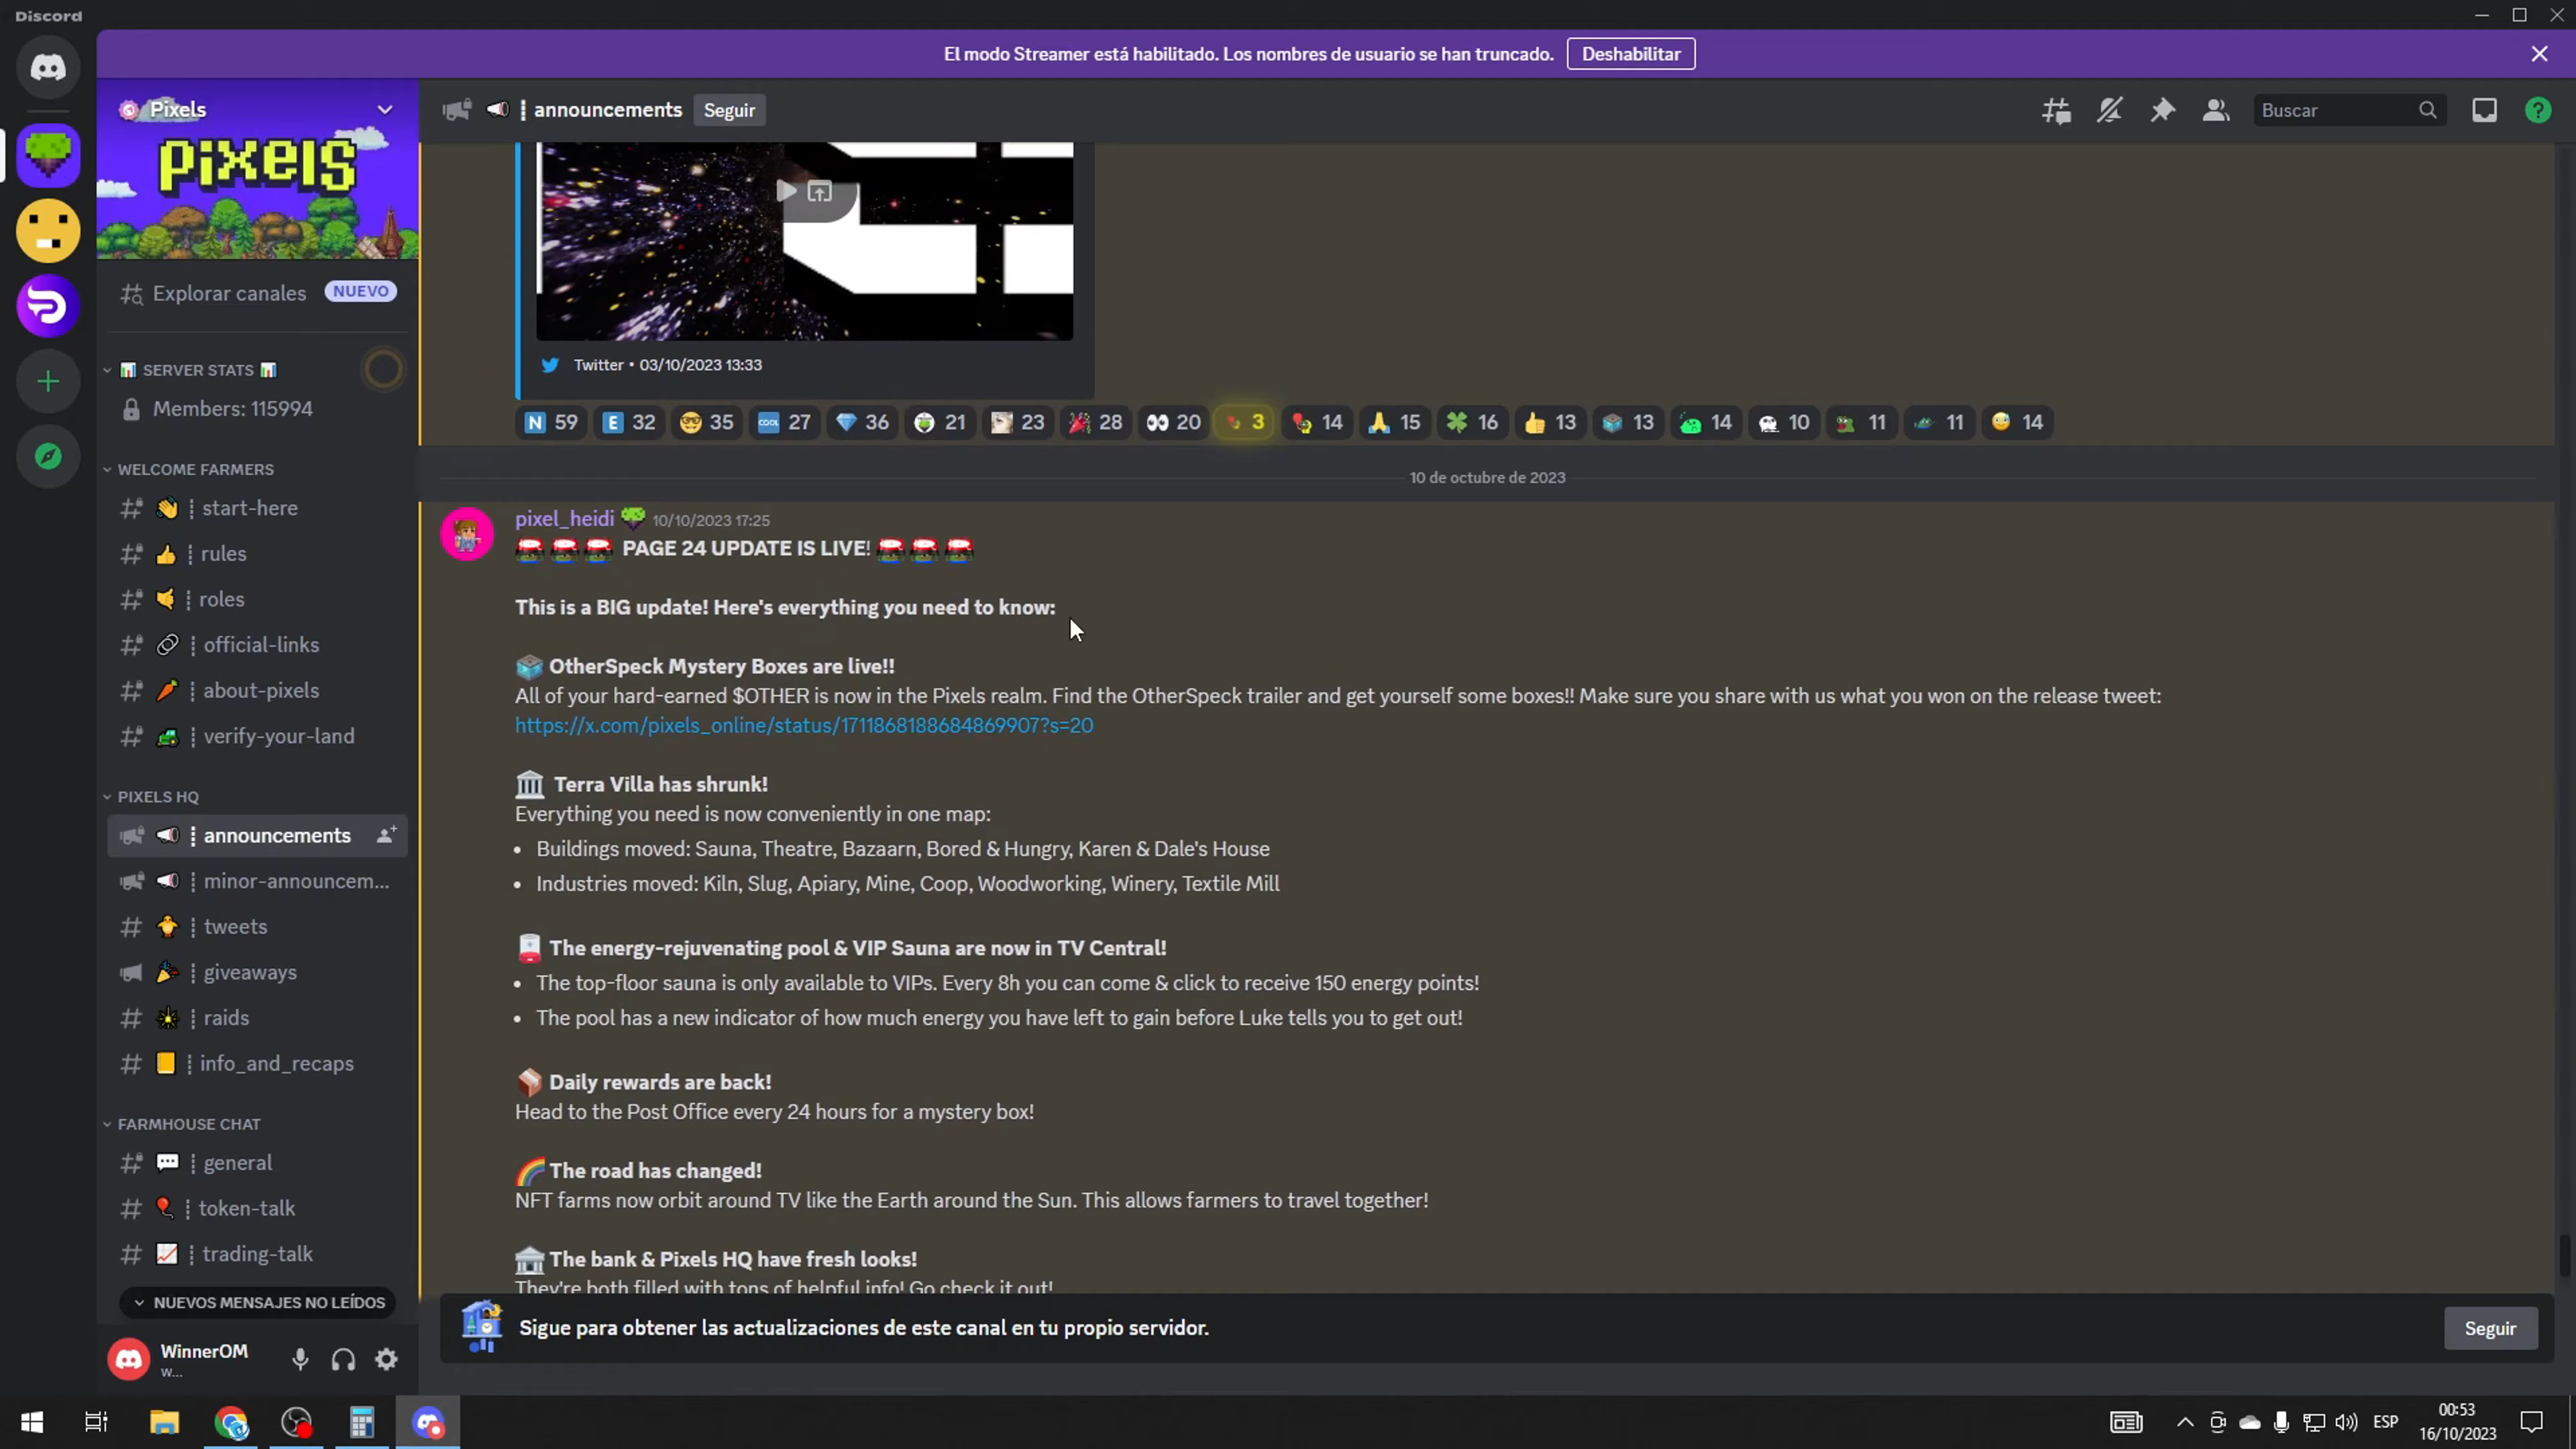 Discord
El modo Streamer está habilitado. Los nombres de usuario se han truncado. Deshabilitar
Pixels
pixels
Explorar canales NUEVO
SERVER STATS
Members: 115994
WELCOME FARMERS
start-here
rules
roles
official-links
about-pixels
verify-your-land
PIXELS HQ
announcements
minor-announcem...
tweets
giveaways
raids
info_and_recaps
FARMHOUSE CHAT
general
token-talk
trading-talk
NUEVOS MENSAJES NO LEÍDOS
WinnerOM
w...
announcements Seguir Buscar
Twitter • 03/10/2023 13:33
N 59 E 32 35 COOL 27 36 21 23 28 20 3 14 15 16 13 13 14 10 11 11 14
10 de octubre de 2023
pixel_heidi 10/10/2023 17:25
PAGE 24 UPDATE IS LIVE!
This is a BIG update! Here's everything you need to know:
OtherSpeck Mystery Boxes are live!!
All of your hard-earned $OTHER is now in the Pixels realm. Find the OtherSpeck trailer and get yourself some boxes!! Make sure you share with us what you won on the release tweet:
https://x.com/pixels_online/status/1711868188684869907?s=20
Terra Villa has shrunk!
Everything you need is now conveniently in one map:
• Buildings moved: Sauna, Theatre, Bazaarn, Bored & Hungry, Karen & Dale's House
• Industries moved: Kiln, Slug, Apiary, Mine, Coop, Woodworking, Winery, Textile Mill
The energy-rejuvenating pool & VIP Sauna are now in TV Central!
• The top-floor sauna is only available to VIPs. Every 8h you can come & click to receive 150 energy points!
• The pool has a new indicator of how much energy you have left to gain before Luke tells you to get out!
Daily rewards are back!
Head to the Post Office every 24 hours for a mystery box!
The road has changed!
NFT farms now orbit around TV like the Earth around the Sun. This allows farmers to travel together!
The bank & Pixels HQ have fresh looks!
They're both filled with tons of helpful info! Go check it out!
Sigue para obtener las actualizaciones de este canal en tu propio servidor. Seguir
ESP
00:53
16/10/2023